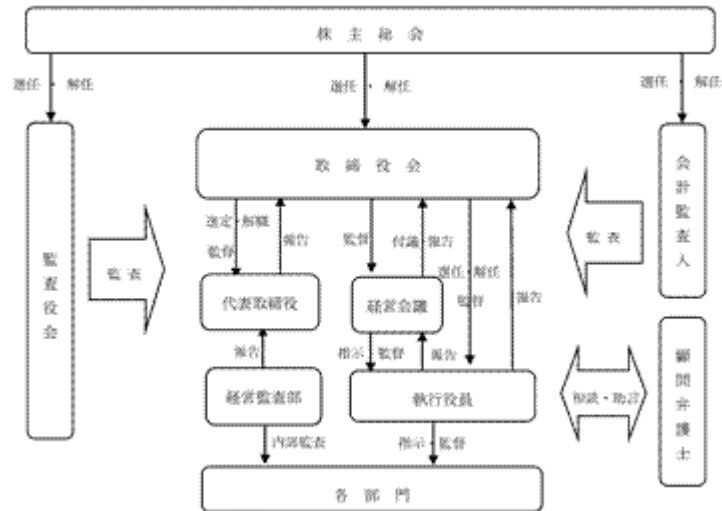 株主総会
選任・解任
選任・解任
選任・解任
取締役会
監査役会
会計監査人
選定・解職
監督
報告
監督
付議・報告
選任・解任
監督
報告
監査
監査
代表取締役
経営会議
報告
指示・監督
報告
経営監査部
執行役員
相談・助言
顧問弁護士
内部監査
指示・監督
各部門